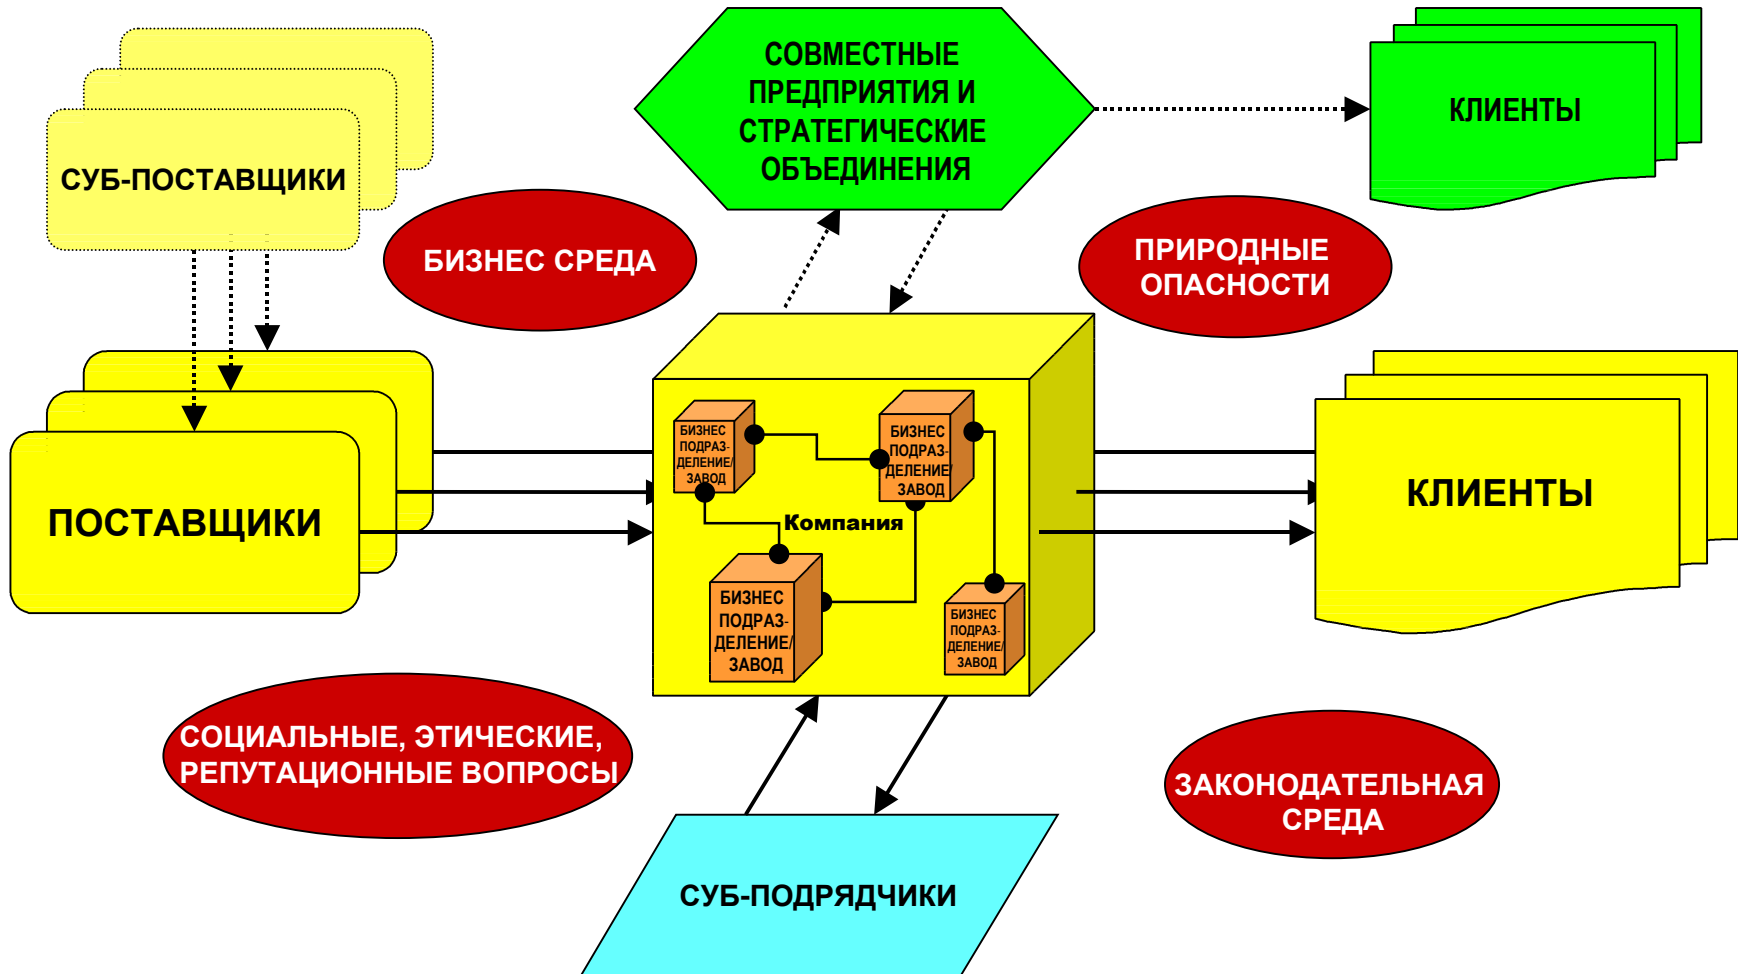 СОВМЕСТНЫЕ
ПРЕДПРИЯТИЯ И
СТРАТЕГИЧЕСКИЕ
ОБЪЕДИНЕНИЯ
КЛИЕНТЫ
СУБ-ПОСТАВЩИКИ
БИЗНЕС СРЕДА
ПРИРОДНЫЕ
ОПАСНОСТИ
ПОСТАВЩИКИ
БИЗНЕС
ПОДРАЗ-
ДЕЛЕНИЕ/
ЗАВОД
БИЗНЕС
ПОДРАЗ-
ДЕЛЕНИЕ/
ЗАВОД
Компания
БИЗНЕС
ПОДРАЗ-
ДЕЛЕНИЕ/
ЗАВОД
БИЗНЕС
ПОДРАЗ-
ДЕЛЕНИЕ/
ЗАВОД
КЛИЕНТЫ
СОЦИАЛЬНЫЕ, ЭТИЧЕСКИЕ,
РЕПУТАЦИОННЫЕ ВОПРОСЫ
ЗАКОНОДАТЕЛЬНАЯ
СРЕДА
СУБ-ПОДРЯДЧИКИ